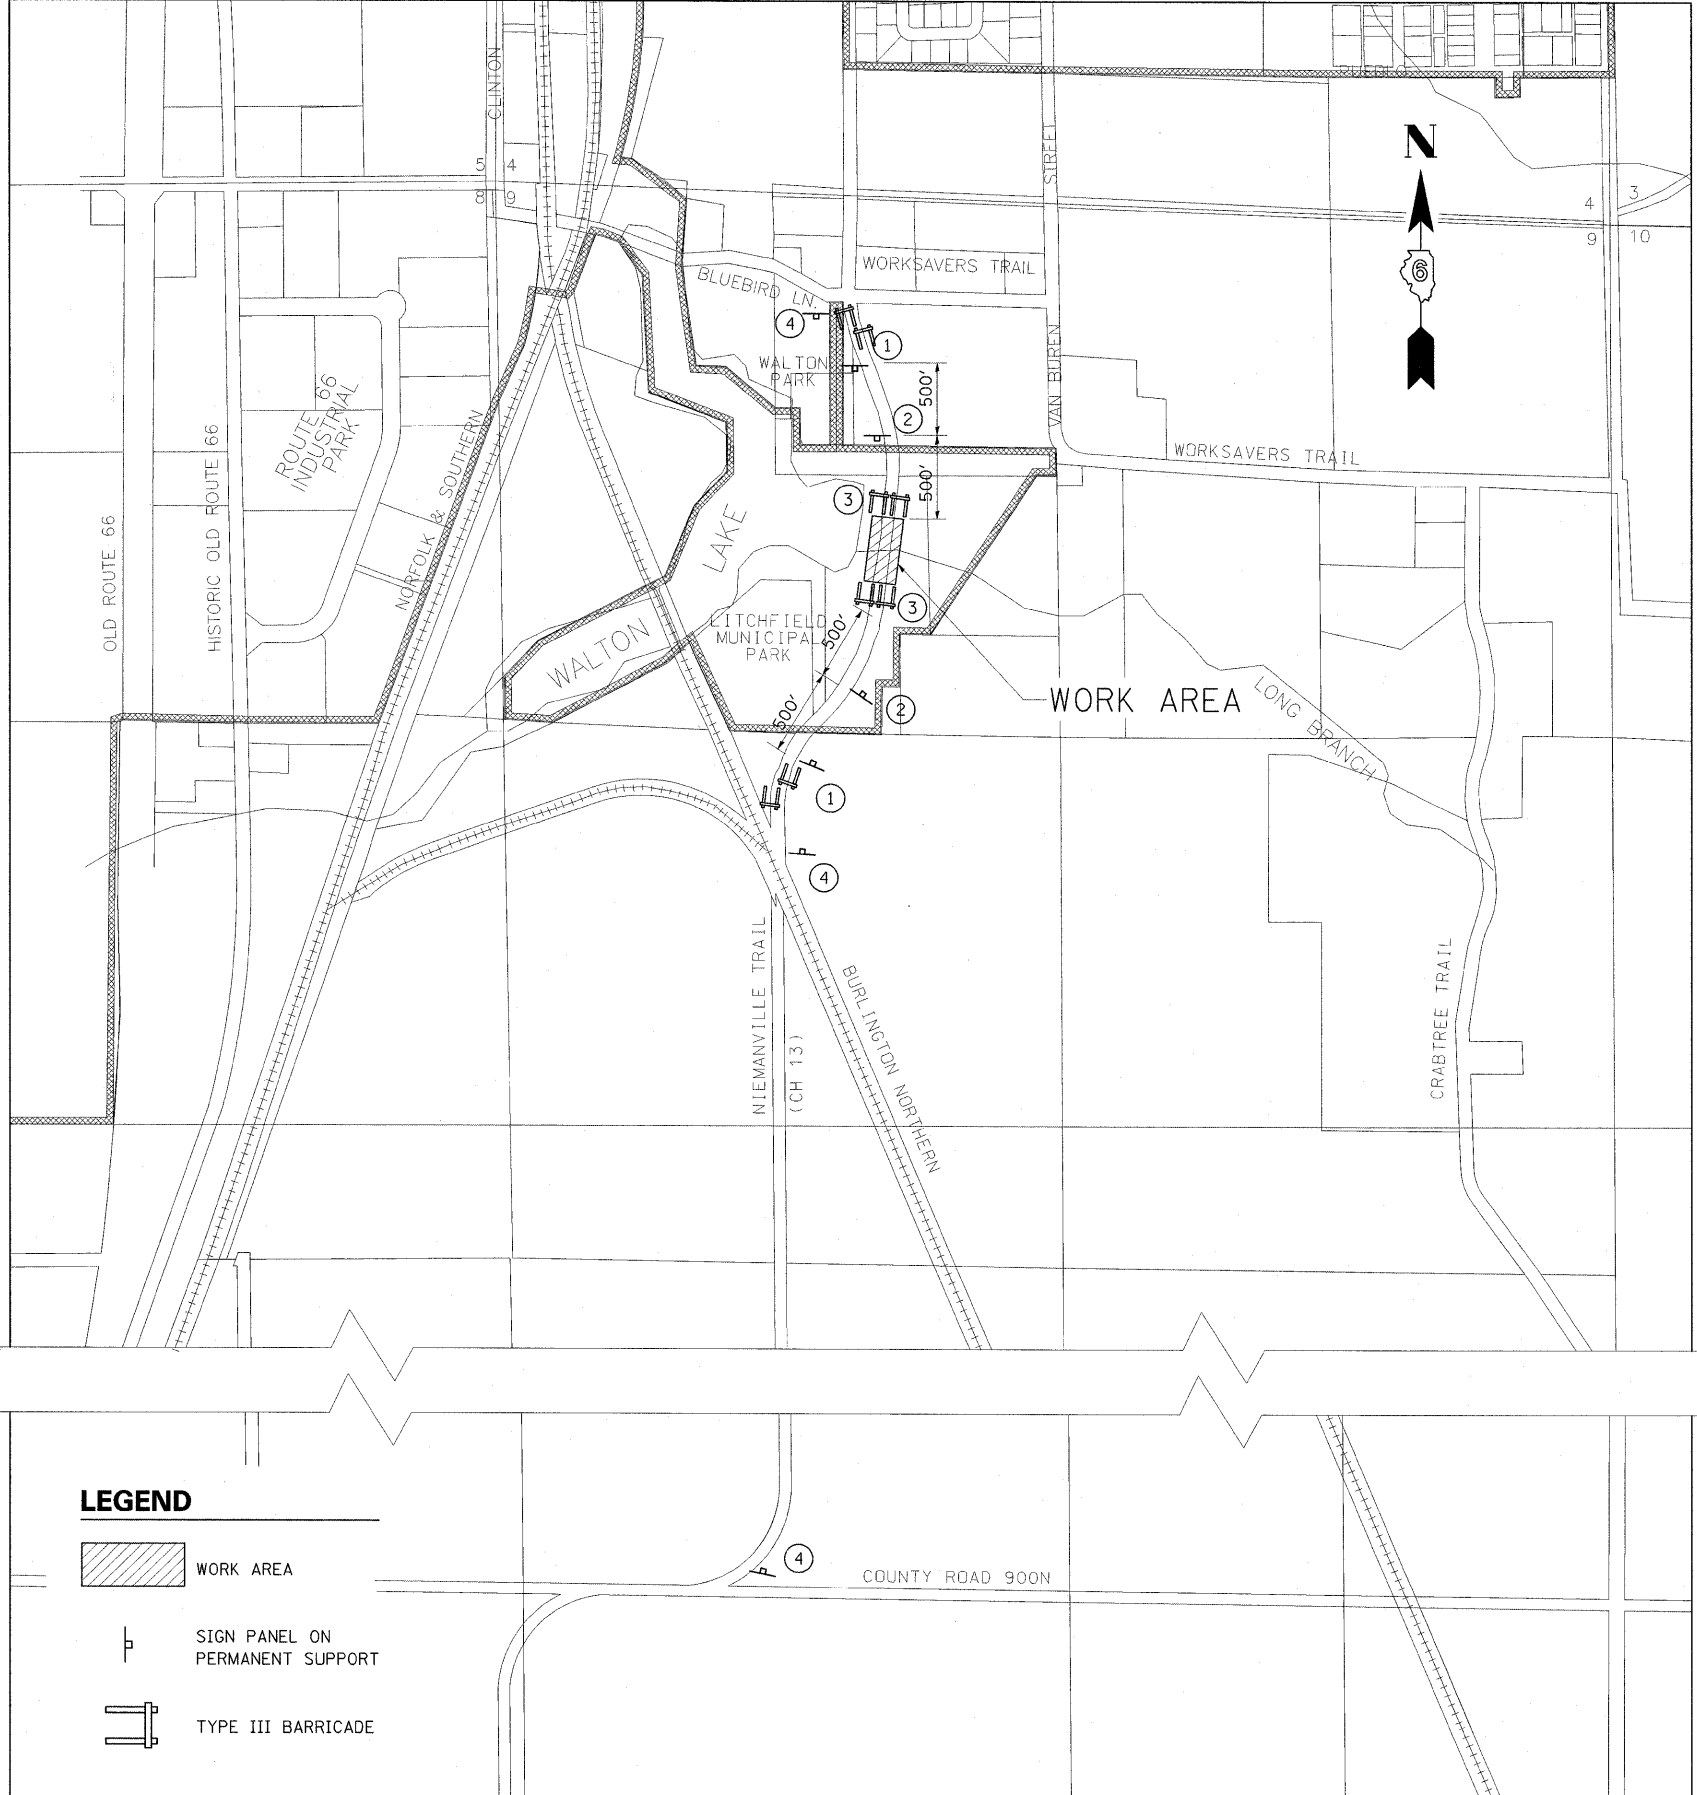 CLINTON
5 4
8 9
N
6
4 3
9 10
WORKSAVERS TRAIL
BLUEBIRD LN.
4
1
WALTON
PARK
500'
2
VAN BUREN
ROUTE 66
INDUSTRIAL
PARK
NORFOLK & SOUTHERN
OLD ROUTE 66
HISTORIC OLD ROUTE 66
WORKSAVERS TRAIL
500'
3
LAKE
WALTON
3
LITCHFIELD
MUNICIPAL
PARK
500'
2
500'
WORK AREA
LONG BRANCH
1
4
NIEMANVILLE TRAIL
(CH 13)
BURLINGTON NORTHERN
CRABTREE TRAIL
LEGEND
WORK AREA
SIGN PANEL ON
PERMANENT SUPPORT
TYPE III BARRICADE
4
COUNTY ROAD 900N